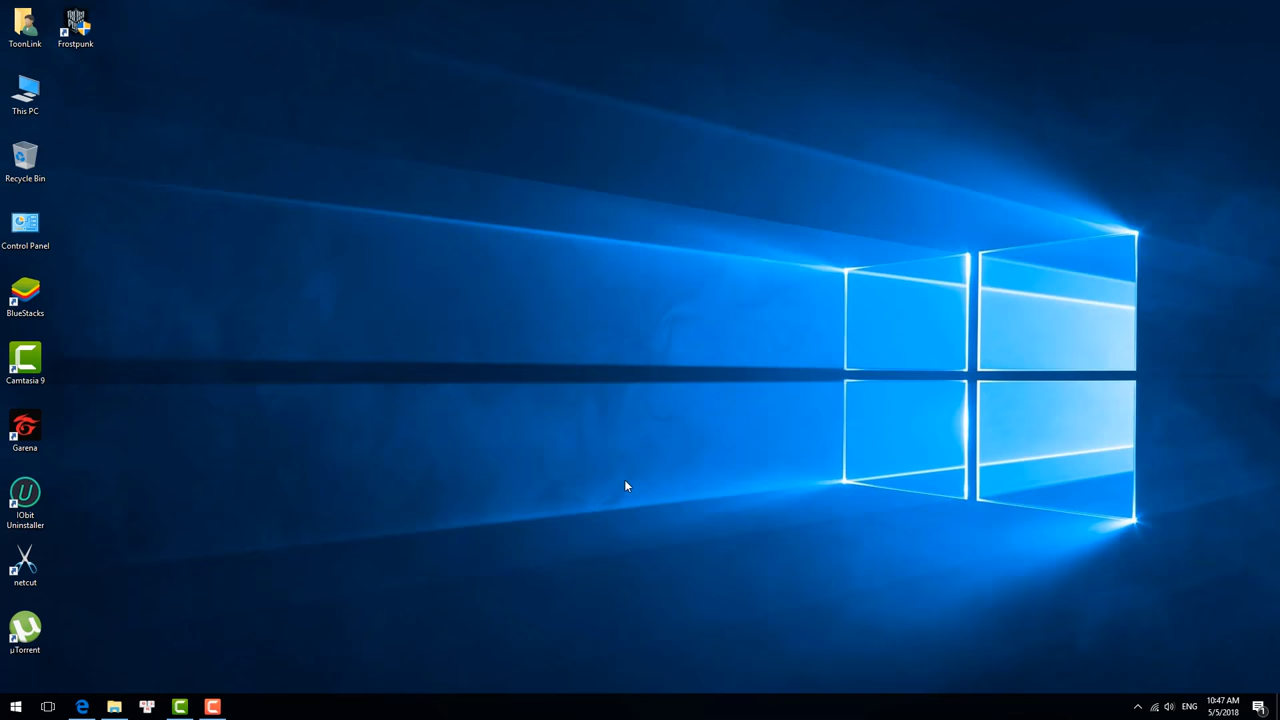 ToonLink
Frostpunk
This PC
Recycle Bin
Control Panel
BlueStacks
Camtasia 9
Garena
IObit
Uninstaller
netcut
µTorrent
ENG
10:47 AM
5/5/2018
1